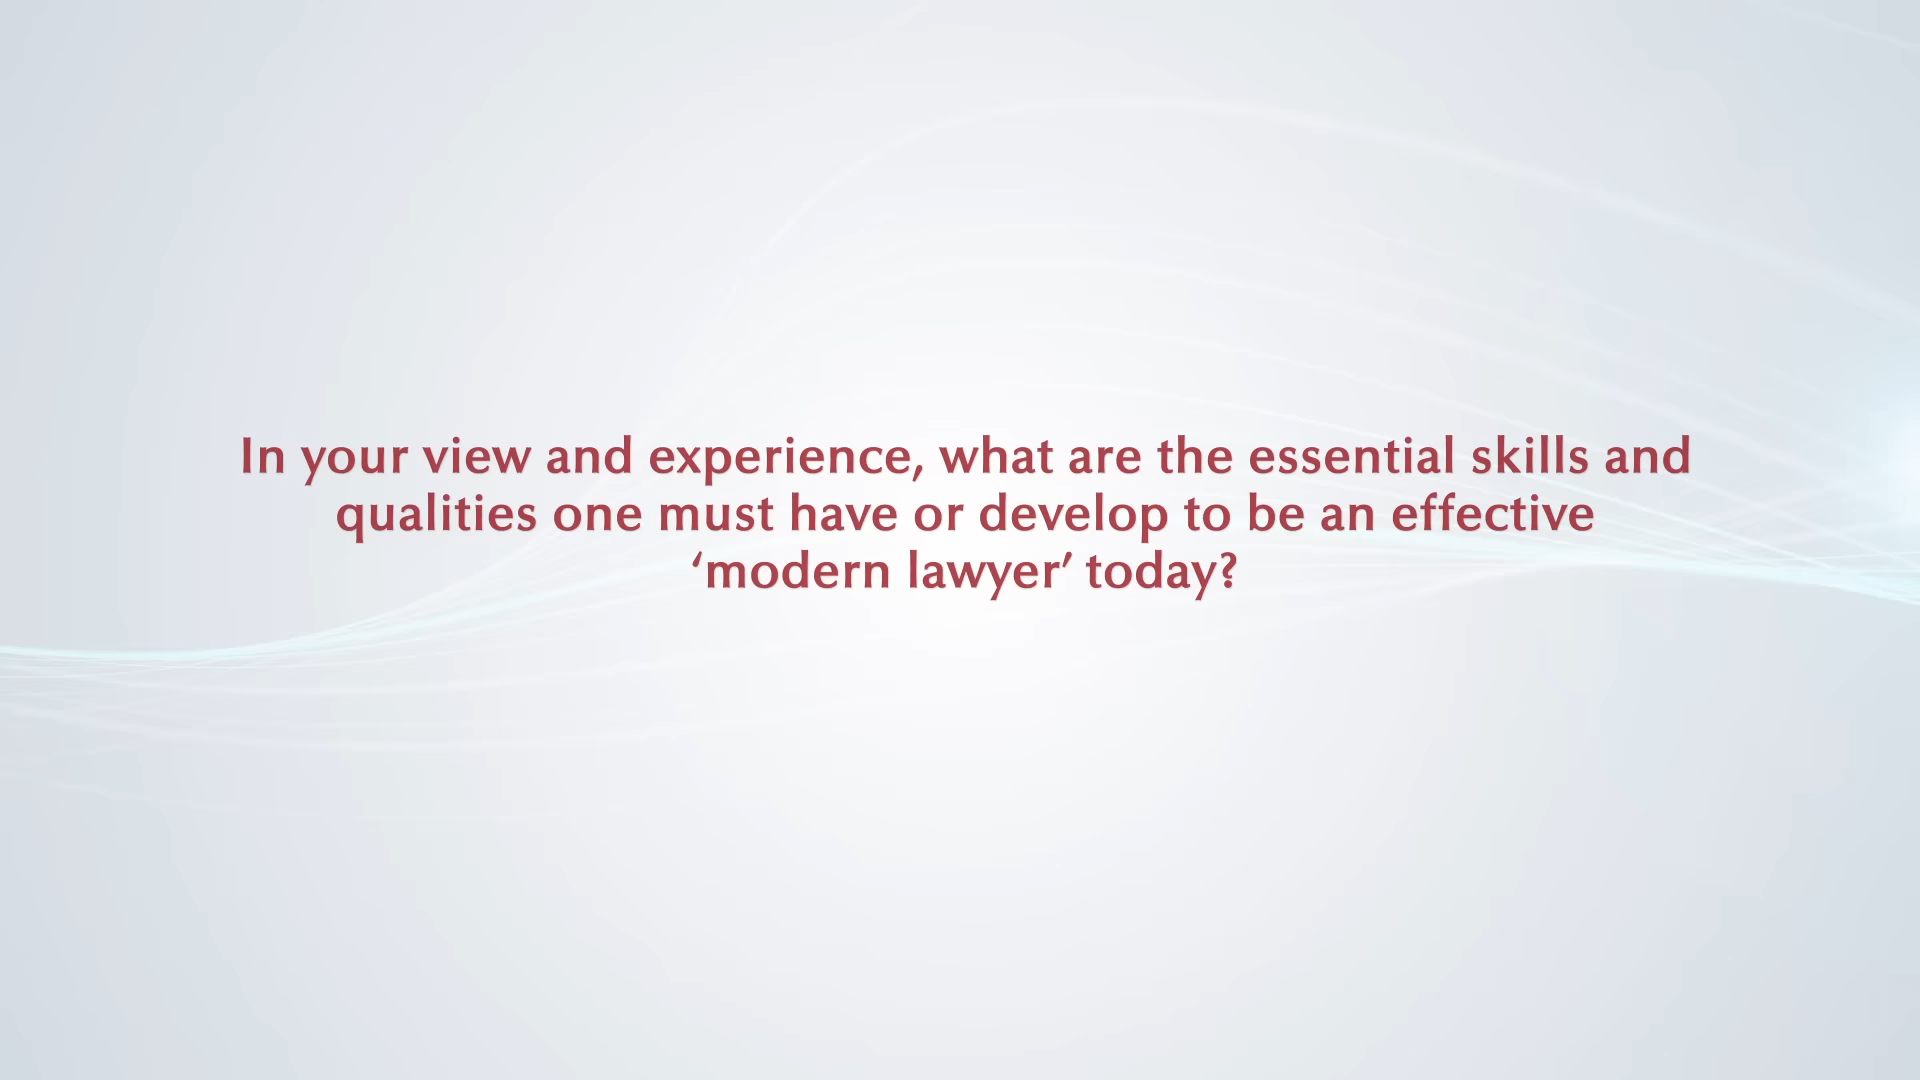 In your view and experience, what are the essential skills and
qualities one must have or develop to be an effective
‘modern lawyer’ today?